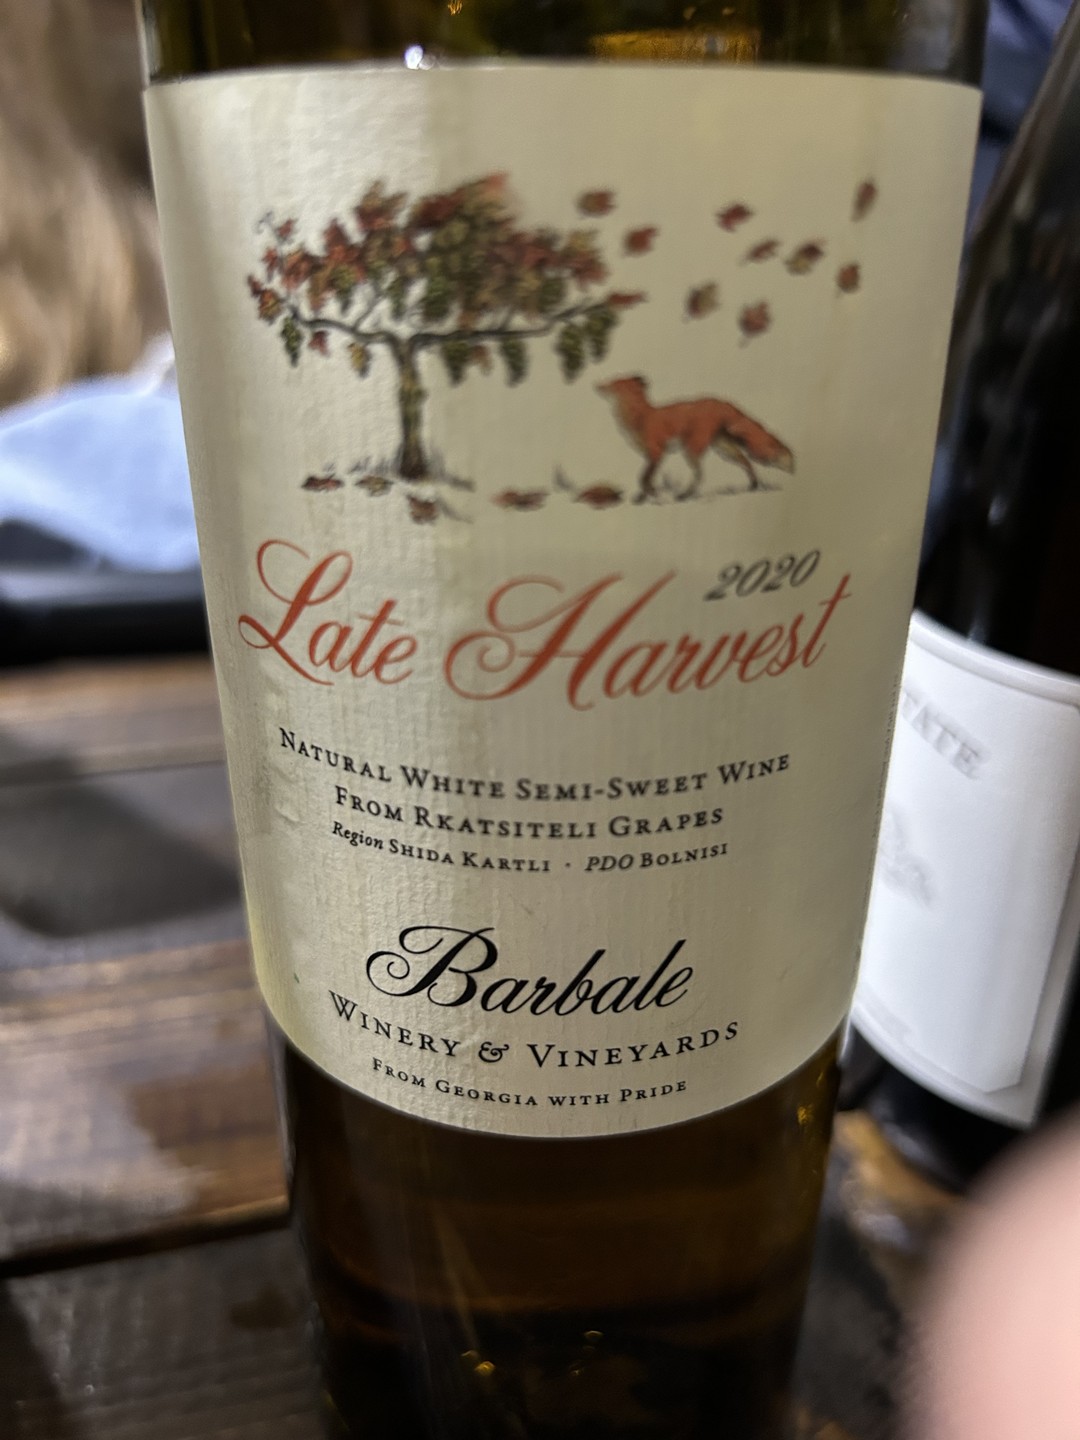 2020
Late Harvest
Natural White Semi-Sweet Wine
From Rkatsiteli Grapes
Region Shida Kartli · PDO Bolnisi
Barbale
Winery & Vineyards
From Georgia with Pride